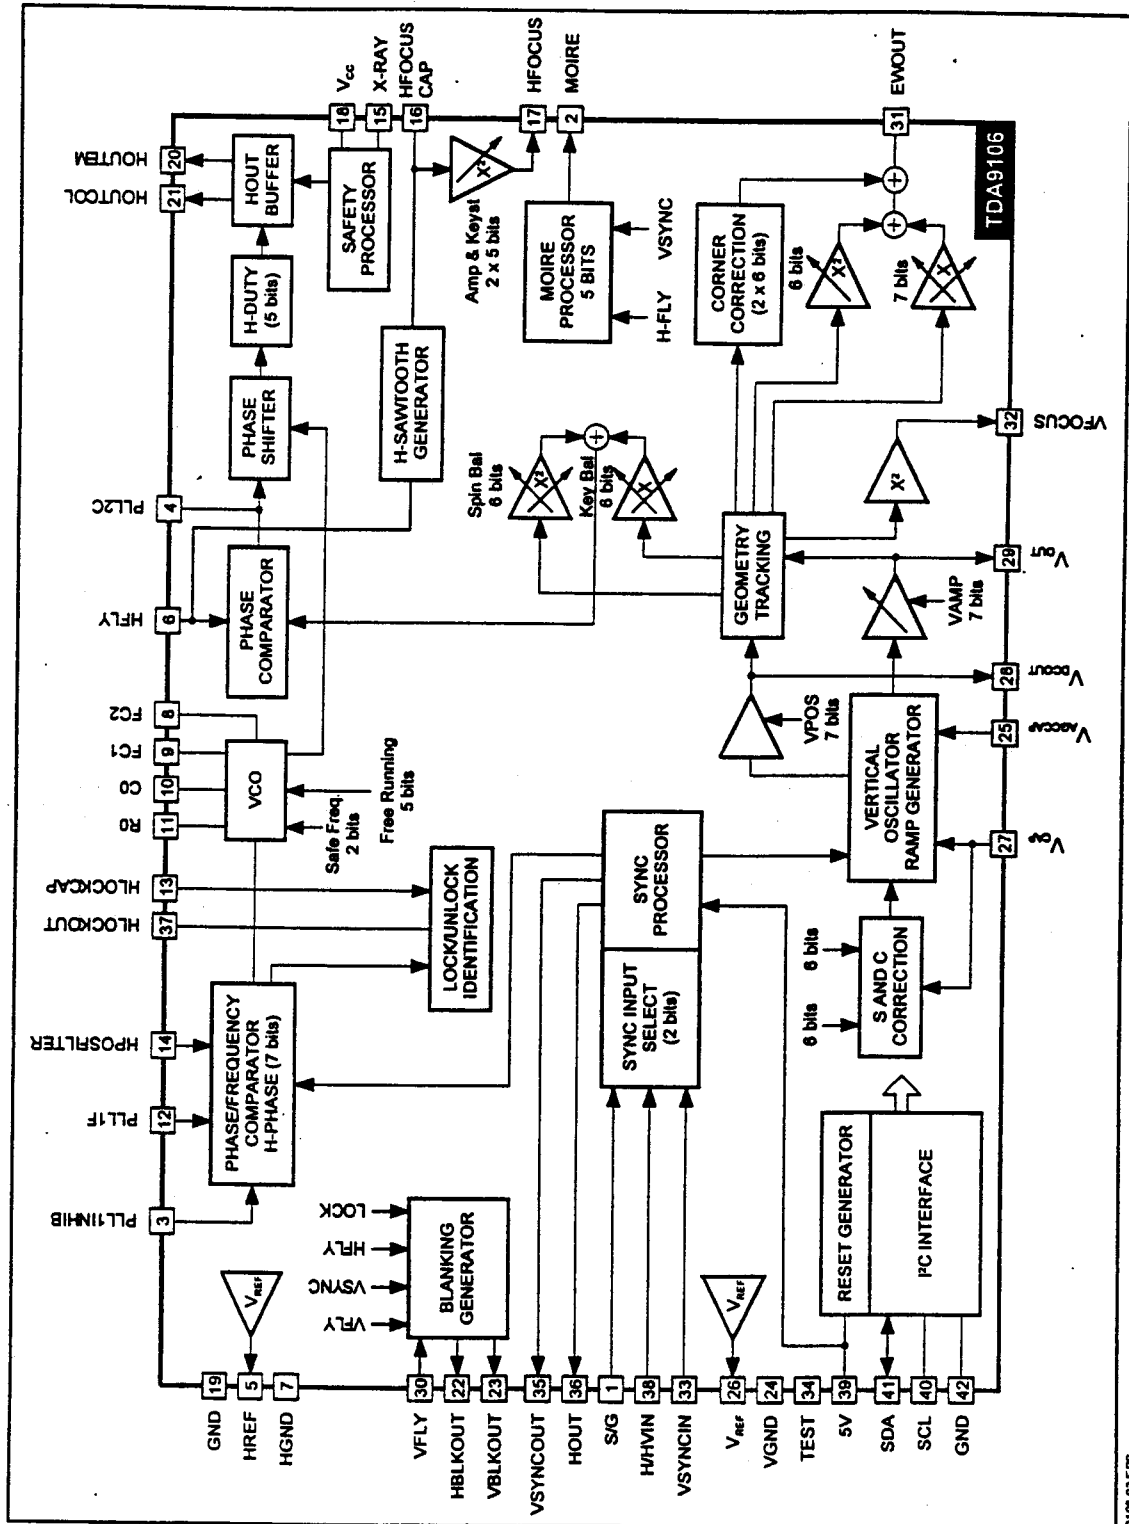 PLL1INHIB
3
PLL1F
12
HPOSFILTER
14
HLOCKOUT
37
HLOCKCAP
13
R0
11
C0
10
FC1
9
FC2
8
HFLY
6
PLL2C
4
HOUTCOL
21
HOUTEM
20
GND
19
HREF
5
HGND
7
VREF
PHASE/FREQUENCY
COMPARATOR
H-PHASE (7 bits)
LOCK/UNLOCK
IDENTIFICATION
VCO
Safe Freq.
2 bits
Free Running
5 bits
PHASE
COMPARATOR
PHASE
SHIFTER
H-DUTY
(5 bits)
HOUT
BUFFER
SAFETY
PROCESSOR
18
VCC
15
X-RAY
16
HFOCUS
CAP
17
HFOCUS
2
MOIRE
31
EWOUT
H-SAWTOOTH
GENERATOR
X²
Amp & Keyst
2 x 5 bits
MOIRE
PROCESSOR
5 BITS
H-FLY
VSYNC
VFLY
VSYNC
HFLY
LOCK
BLANKING
GENERATOR
VFLY
30
HBLKOUT
22
VBLKOUT
23
VSYNCOUT
35
HOUT
36
S/G
1
H/HVIN
38
VSYNCIN
33
SYNC INPUT
SELECT
(2 bits)
SYNC
PROCESSOR
Spin Bal
6 bits
X²
Key Bal
6 bits
X
+
GEOMETRY
TRACKING
CORNER
CORRECTION
(2 x 6 bits)
6 bits
X²
7 bits
X
+
+
X²
VREF
26
VREF
VGND
24
TEST
34
5V
39
SDA
41
SCL
40
GND
42
RESET GENERATOR
I²C INTERFACE
6 bits
6 bits
S AND C
CORRECTION
VERTICAL
OSCILLATOR
RAMP GENERATOR
VPOS
7 bits
VAMP
7 bits
27
VCAP
25
VAGCCAP
28
VDCOUT
29
VOUT
32
VFOCUS
TDA9106